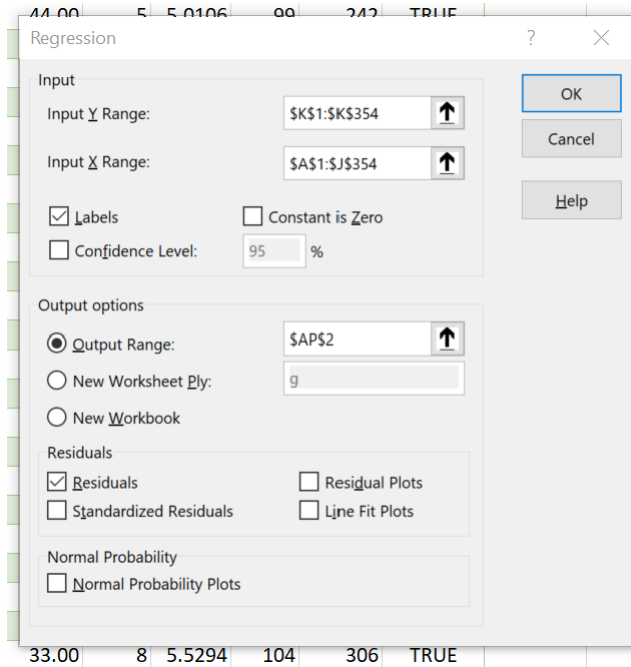 44.00 5 5.0106 99 242 TRUE
Regression ? ×
Input
Input Y Range: $K$1:$K$354
OK
Input X Range: $A$1:$J$354
Cancel
Labels Constant is Zero
Help
Confidence Level: 95 %
Output options
Output Range: $AP$2
New Worksheet Ply: g
New Workbook
Residuals
Residuals Residual Plots
Standardized Residuals Line Fit Plots
Normal Probability
Normal Probability Plots
33.00 8 5.5294 104 306 TRUE